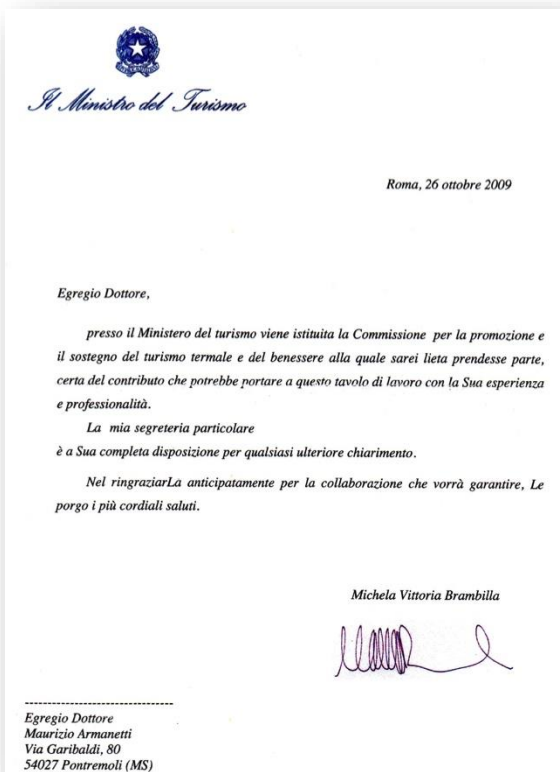 Il Ministro del Turismo
Roma, 26 ottobre 2009
Egregio Dottore,
presso il Ministero del turismo viene istituita la Commissione per la promozione e
il sostegno del turismo termale e del benessere alla quale sarei lieta prendesse parte,
certa del contributo che potrebbe portare a questo tavolo di lavoro con la Sua esperienza
e professionalità.
La mia segreteria particolare
è a Sua completa disposizione per qualsiasi ulteriore chiarimento.
Nel ringraziarLa anticipatamente per la collaborazione che vorrà garantire, Le
porgo i più cordiali saluti.
Michela Vittoria Brambilla
--------------------------------
Egregio Dottore
Maurizio Armanetti
Via Garibaldi, 80
54027 Pontremoli (MS)